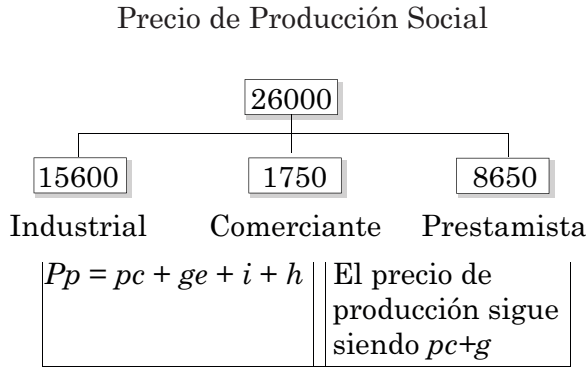 Precio de Producción Social
26000
15600 1750 8650
Industrial Comerciante Prestamista
Pp = pc + ge + i + h
El precio de
producción sigue
siendo pc+g